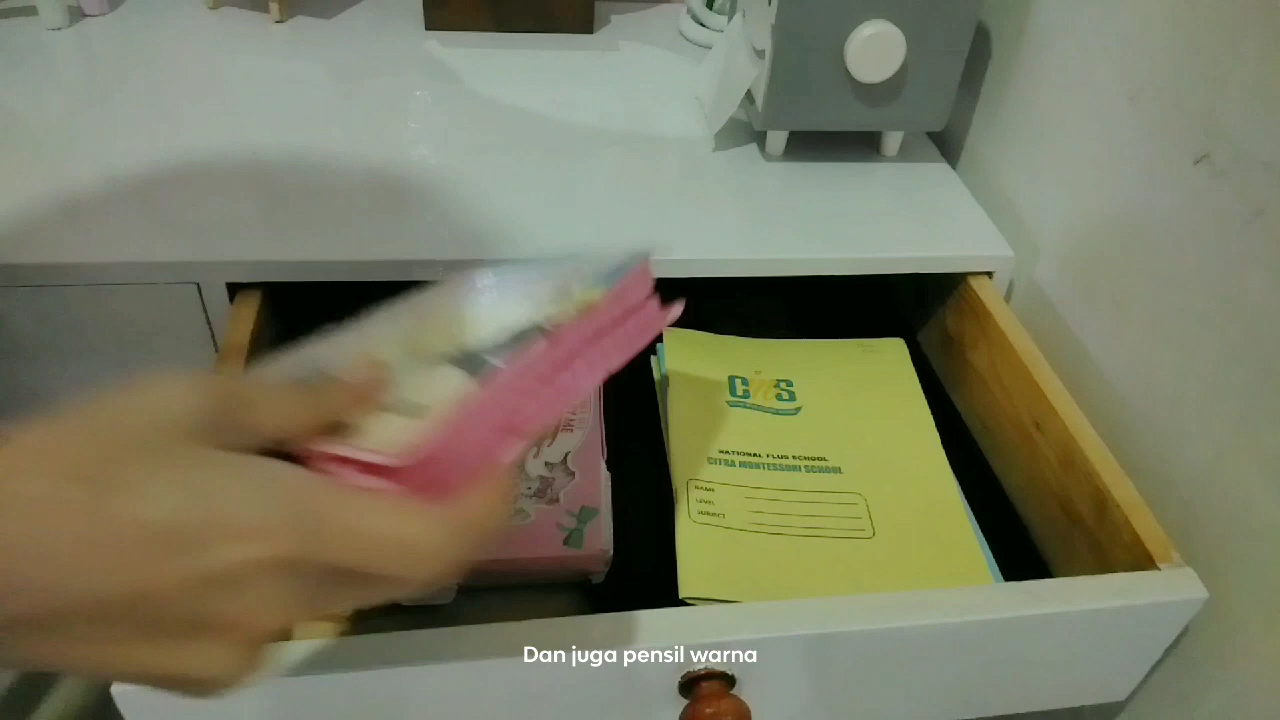 CMS
NATIONAL PLUS SCHOOL
CITRA MONTESSORI SCHOOL
NAME
LEVEL
SUBJECT
Dan juga pensil warna